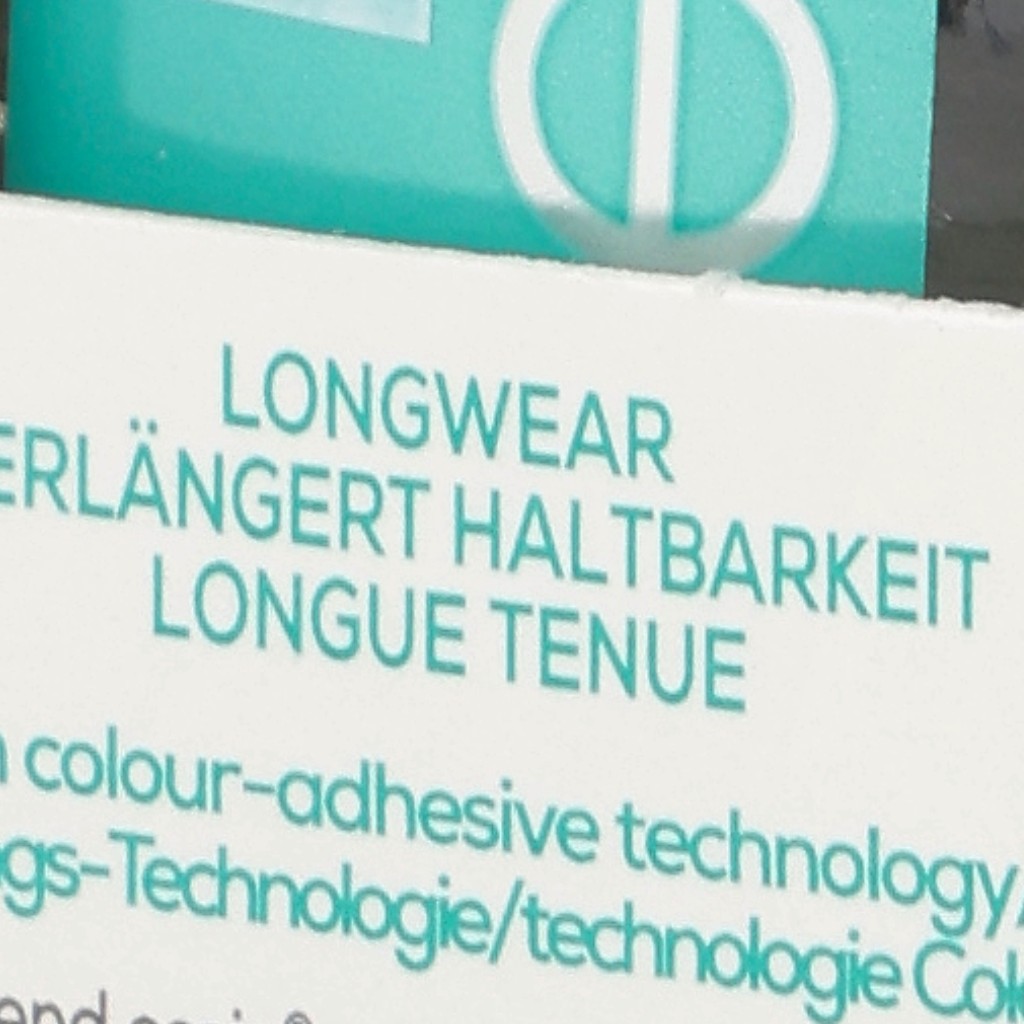 LONGWEAR
ERLÄNGERT HALTBARKEIT
LONGUE TENUE
colour-adhesive technology/
gs-Technologie/technologie